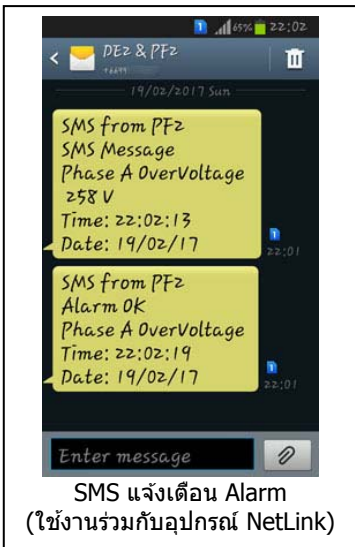 65% 22:02
DE2 & PF2
19/02/2017 Sun
SMS from PF2
SMS Message
Phase A OverVoltage
258 V
Time: 22:02:13
Date: 19/02/17
1
22:01
SMS from PF2
Alarm OK
Phase A OverVoltage
Time: 22:02:19
Date: 19/02/17
1
22:01
Enter message
SMS แจ้งเตือน Alarm
(ใช้งานร่วมกับอุปกรณ์ NetLink)